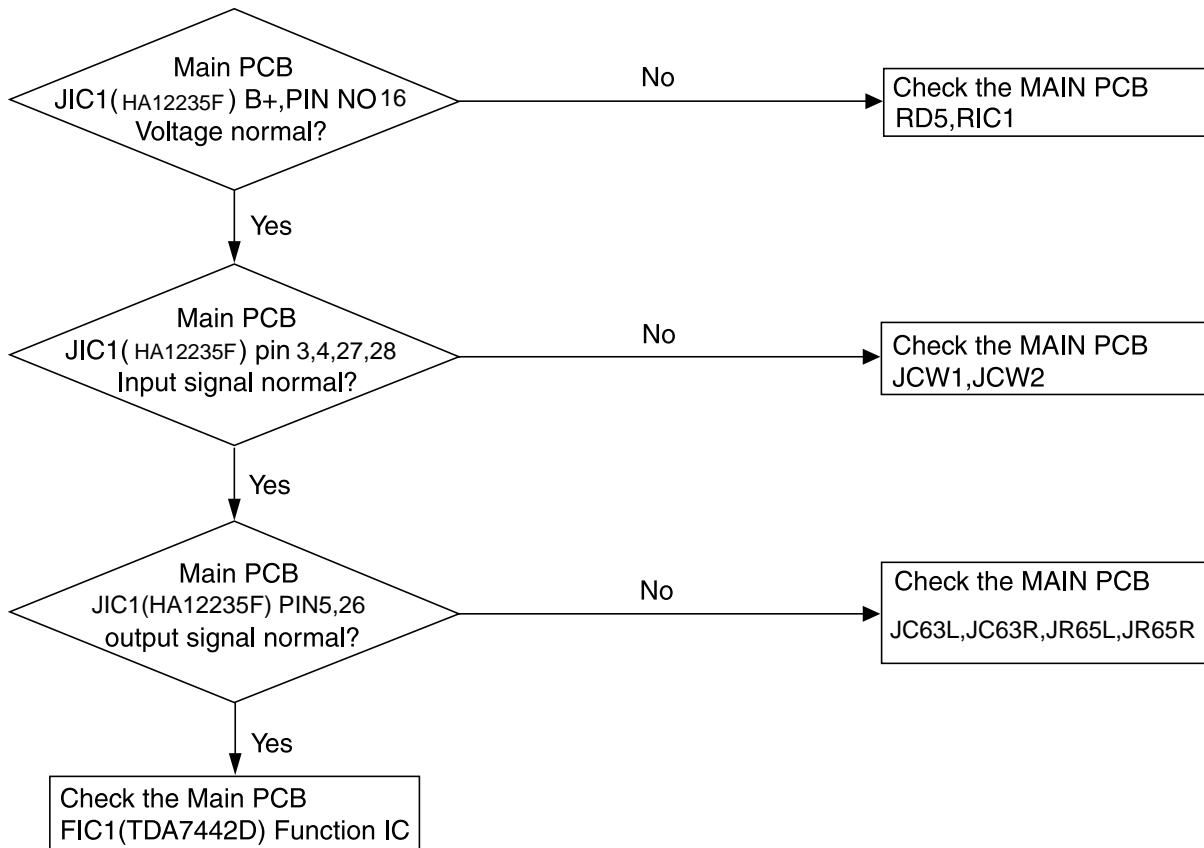 Main PCB
JIC1( HA12235F) B+,PIN NO16
Voltage normal?
No
Check the MAIN PCB
RD5,RIC1
Yes
Main PCB
JIC1( HA12235F) pin 3,4,27,28
Input signal normal?
No
Check the MAIN PCB
JCW1,JCW2
Yes
Main PCB
JIC1(HA12235F) PIN5,26
output signal normal?
No
Check the MAIN PCB
JC63L,JC63R,JR65L,JR65R
Yes
Check the Main PCB
FIC1(TDA7442D) Function IC